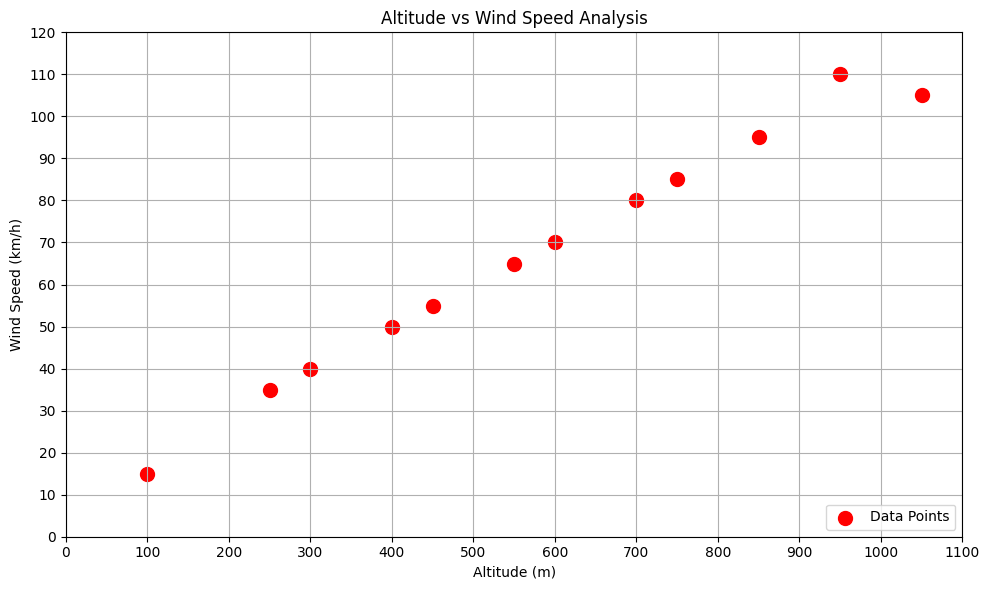 Altitude vs Wind Speed Analysis
120
110
100
90
80
70
60
50
40
30
20
10
0
Wind Speed (km/h)
Data Points
0 100 200 300 400 500 600 700 800 900 1000 1100
Altitude (m)